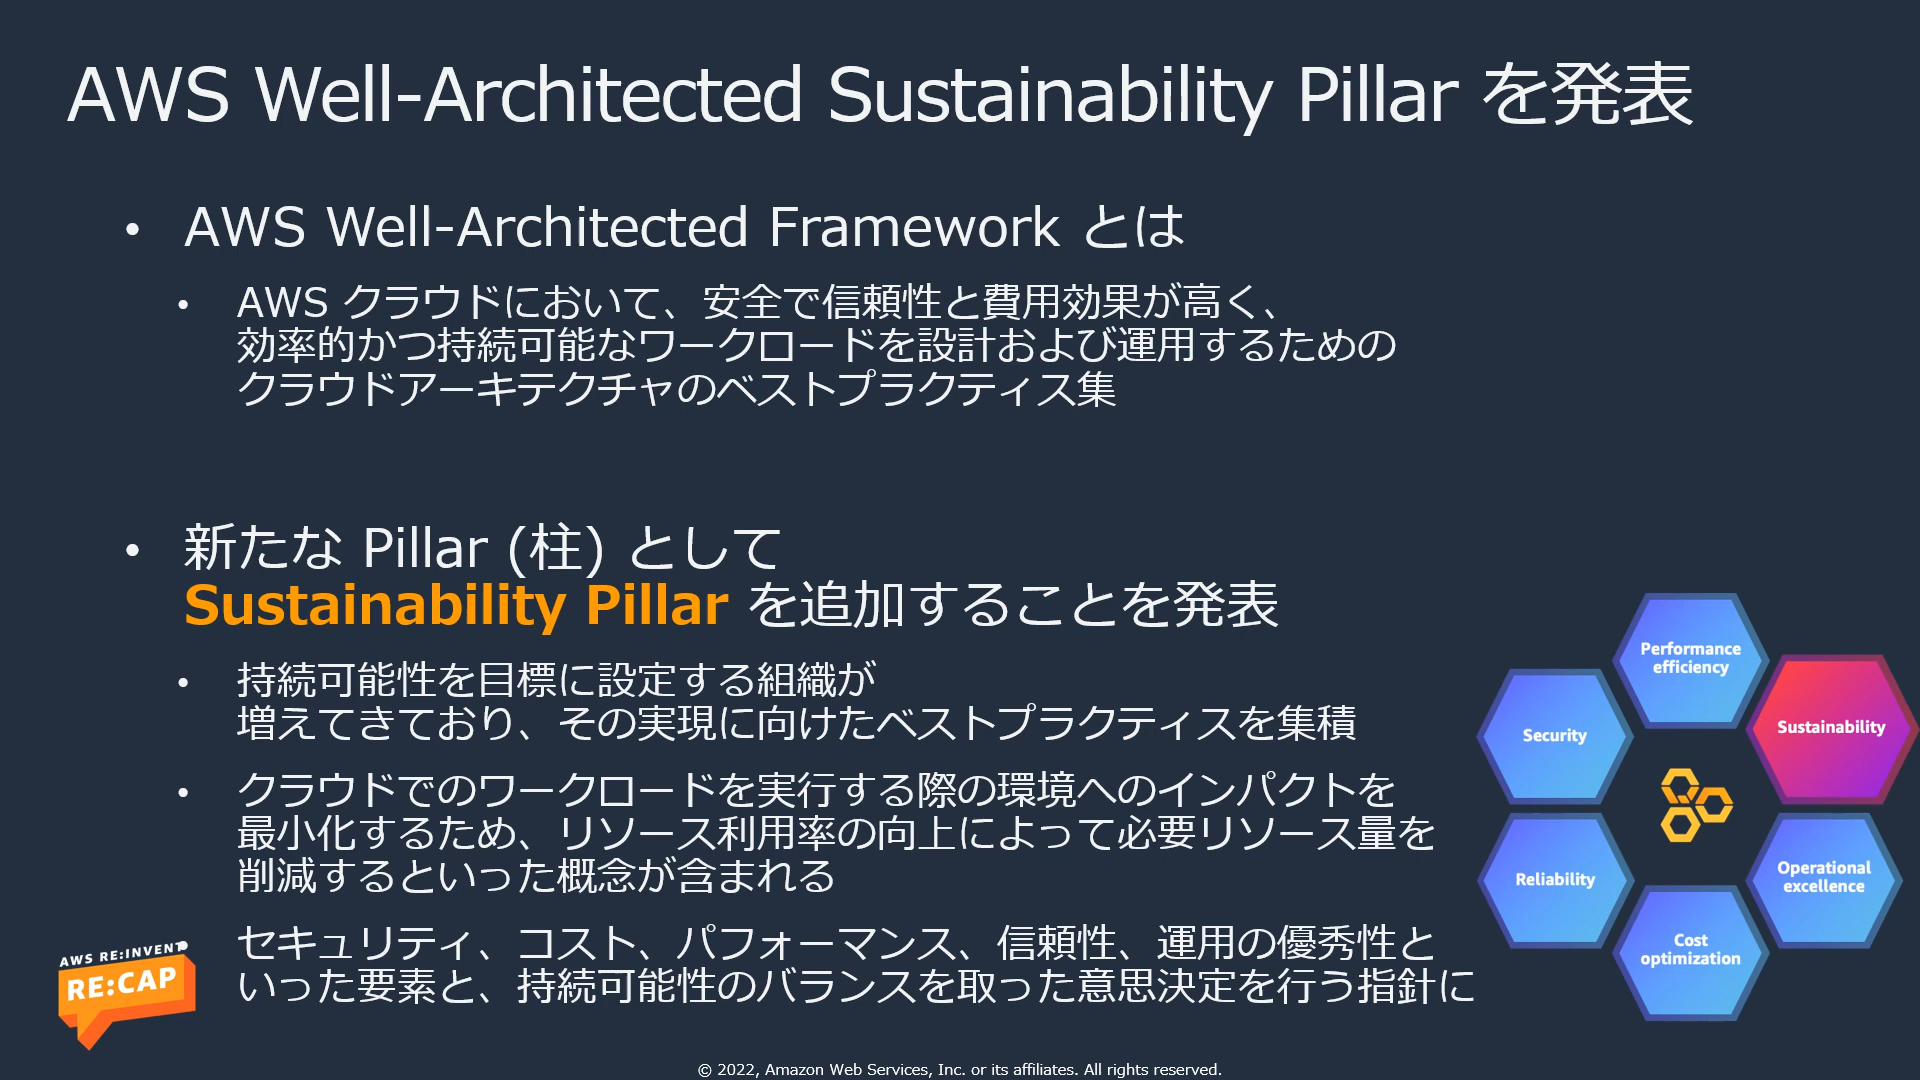 AWS Well-Architected Sustainability Pillar を発表
• AWS Well-Architected Framework とは
• AWS クラウドにおいて、安全で信頼性と費用効果が高く、
効率的かつ持続可能なワークロードを設計および運用するための
クラウドアーキテクチャのベストプラクティス集
• 新たな Pillar (柱) として
Sustainability Pillar を追加することを発表
• 持続可能性を目標に設定する組織が
増えてきており、その実現に向けたベストプラクティスを集積
• クラウドでのワークロードを実行する際の環境へのインパクトを
最小化するため、リソース利用率の向上によって必要リソース量を
削減するといった概念が含まれる
• セキュリティ、コスト、パフォーマンス、信頼性、運用の優秀性と
いった要素と、持続可能性のバランスを取った意思決定を行う指針に
Performance
efficiency
Sustainability
Security
Reliability
Operational
excellence
Cost
optimization
AWS RE:INVENT
RE:CAP
© 2022, Amazon Web Services, Inc. or its affiliates. All rights reserved.